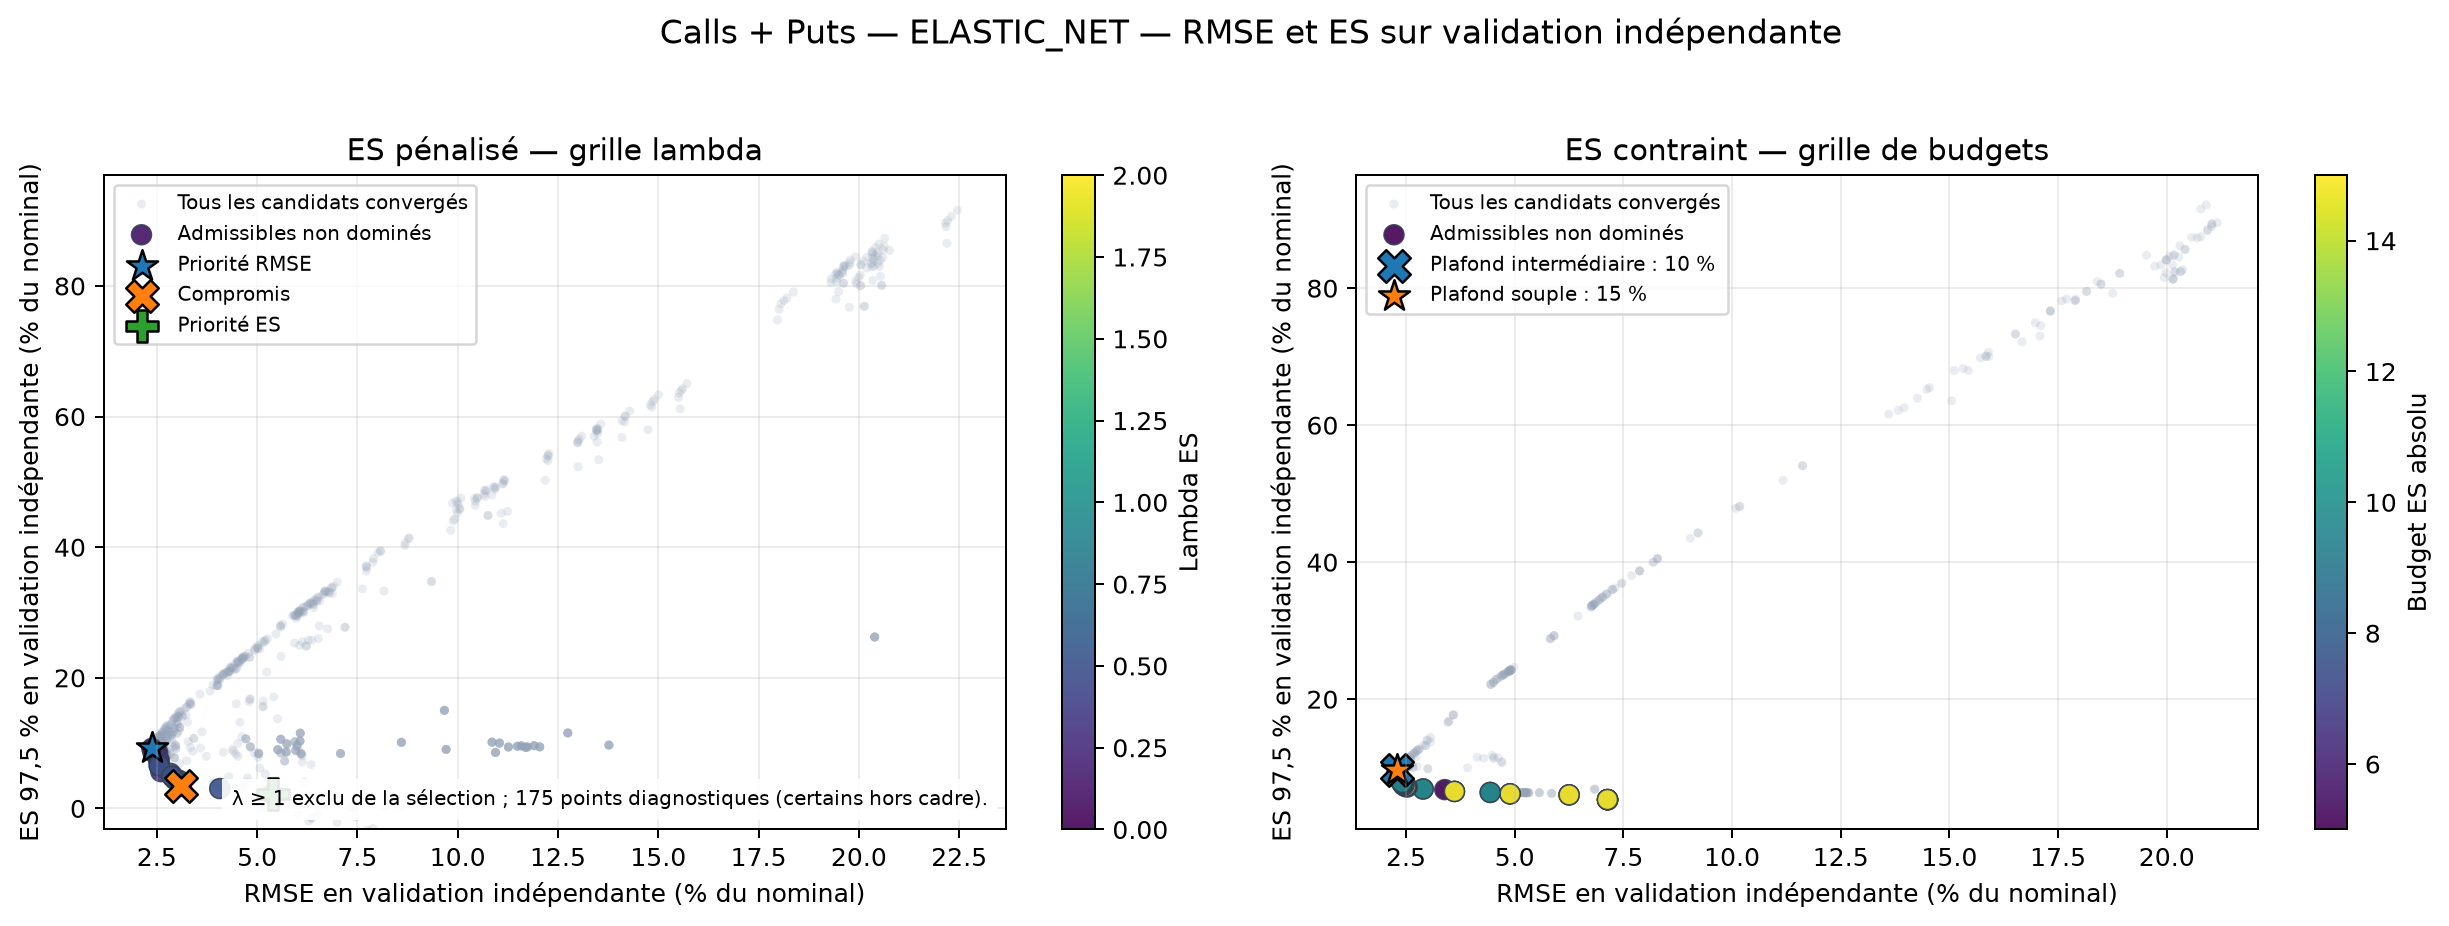 Calls + Puts — ELASTIC_NET — RMSE et ES sur validation indépendante
ES pénalisé — grille lambda
ES 97,5 % en validation indépendante (% du nominal)
80
60
40
20
0
Tous les candidats convergés
Admissibles non dominés
Priorité RMSE
Compromis
Priorité ES
λ ≥ 1 exclu de la sélection ; 175 points diagnostiques (certains hors cadre).
2.5 5.0 7.5 10.0 12.5 15.0 17.5 20.0 22.5
RMSE en validation indépendante (% du nominal)
2.00
1.75
1.50
1.25
1.00
0.75
0.50
0.25
0.00
Lambda ES
ES contraint — grille de budgets
ES 97,5 % en validation indépendante (% du nominal)
80
60
40
20
Tous les candidats convergés
Admissibles non dominés
Plafond intermédiaire : 10 %
Plafond souple : 15 %
2.5 5.0 7.5 10.0 12.5 15.0 17.5 20.0
RMSE en validation indépendante (% du nominal)
14
12
10
8
6
Budget ES absolu